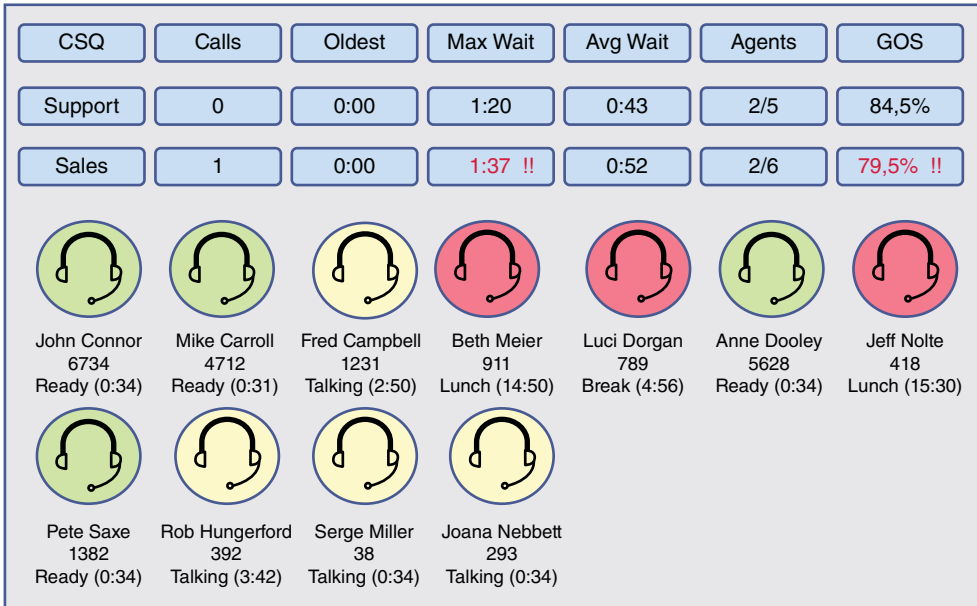 CSQ Calls Oldest Max Wait Avg Wait Agents GOS
Support 0 0:00 1:20 0:43 2/5 84,5%
Sales 1 0:00 1:37 !! 0:52 2/6 79,5% !!
John Connor Mike Carroll Fred Campbell Beth Meier Luci Dorgan Anne Dooley Jeff Nolte
6734 4712 1231 911 789 5628 418
Ready (0:34) Ready (0:31) Talking (2:50) Lunch (14:50) Break (4:56) Ready (0:34) Lunch (15:30)
Pete Saxe Rob Hungerford Serge Miller Joana Nebbett
1382 392 38 293
Ready (0:34) Talking (3:42) Talking (0:34) Talking (0:34)